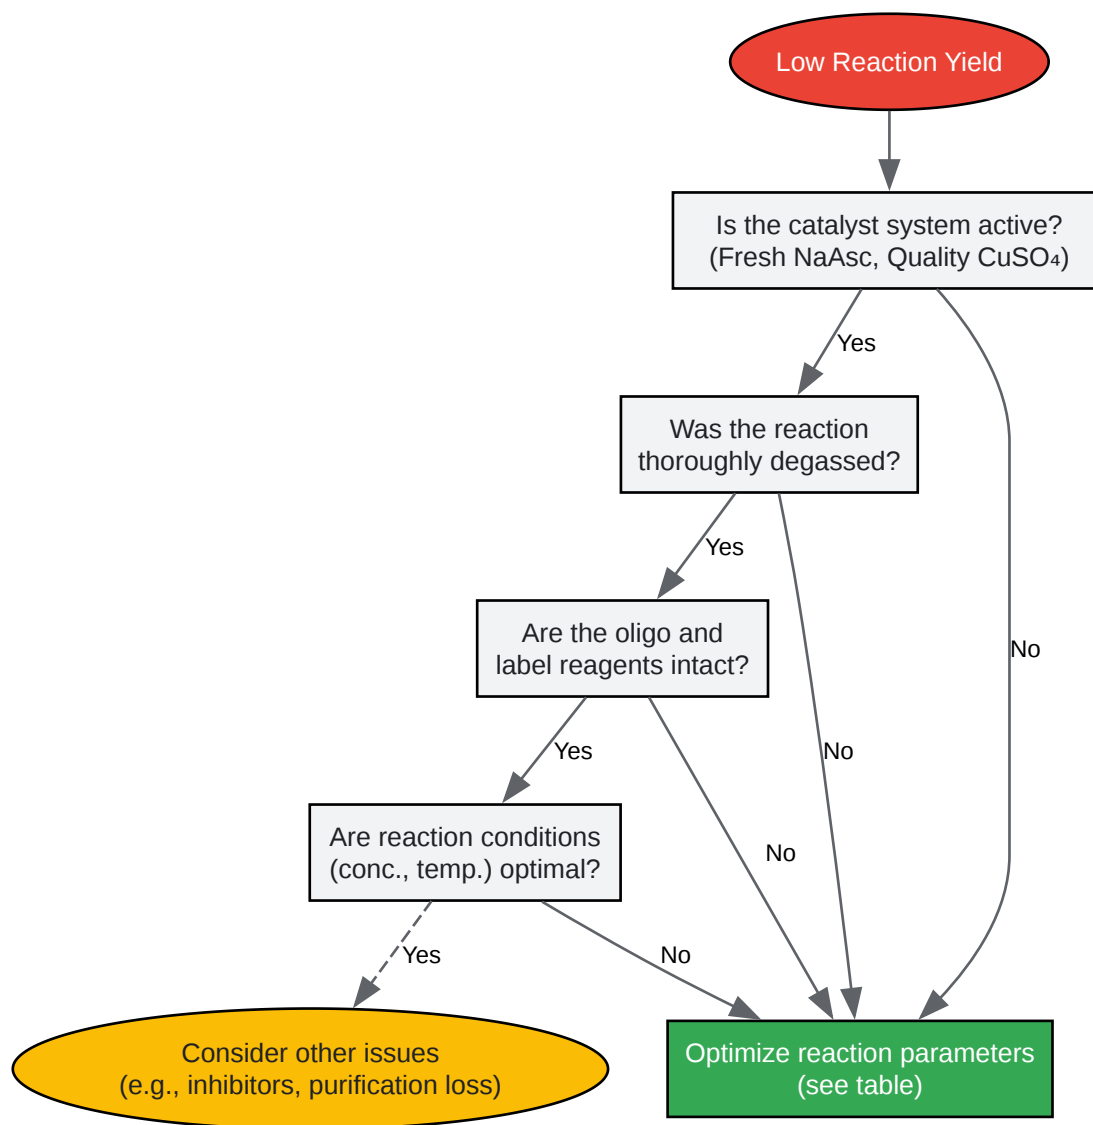 Low Reaction Yield
Is the catalyst system active?
(Fresh NaAsc, Quality CuSO₄)
Yes
Was the reaction
thoroughly degassed?
Yes
Are the oligo and
label reagents intact?
No
Yes
No
Are reaction conditions
(conc., temp.) optimal?
No
Yes
No
Consider other issues
(e.g., inhibitors, purification loss)
Optimize reaction parameters
(see table)